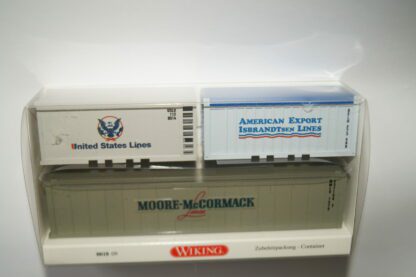 United States Lines
AMERICAN EXPORT
ISBRANDTSEN LINES
MOORE-McCORMACK
Lines
WIKING
Zubehörpackung - Container